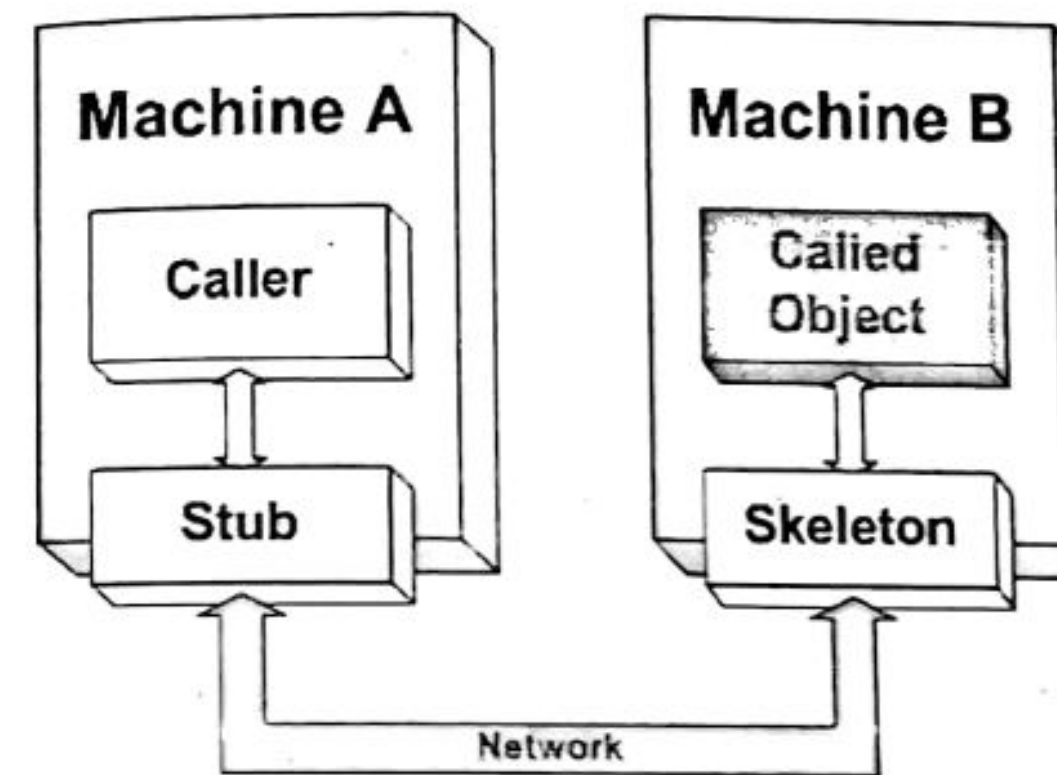 Machine A
Machine B
Caller
Called
Object
Stub
Skeleton
Network